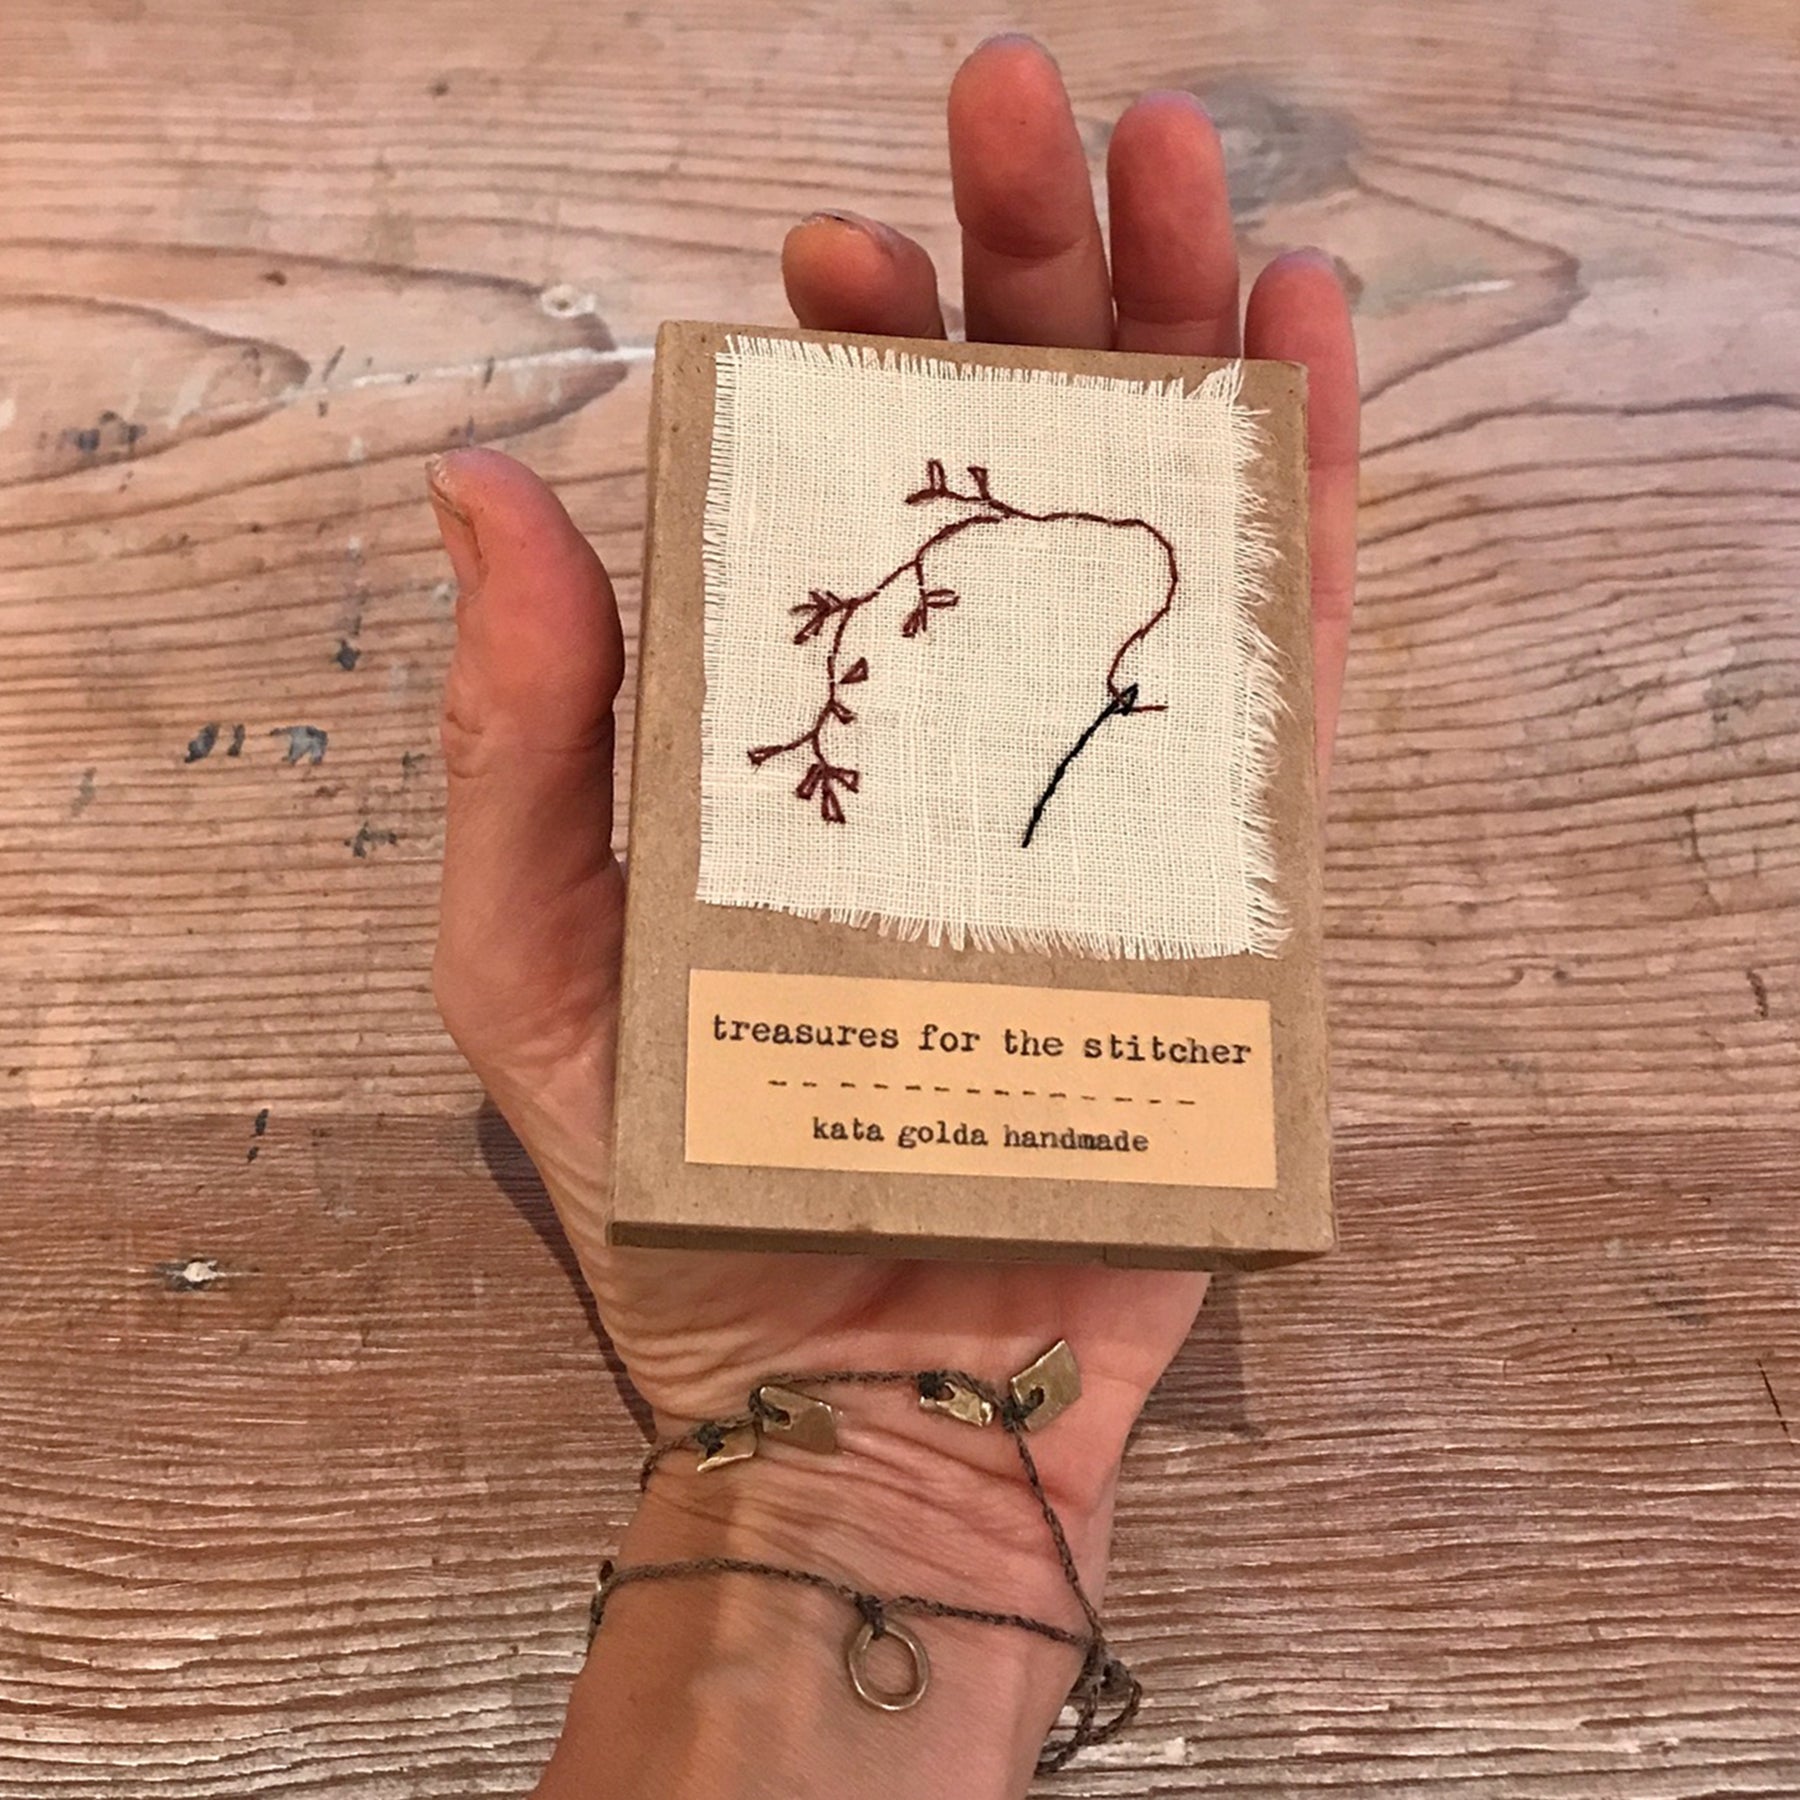 treasures for the stitcher
kata golda handmade